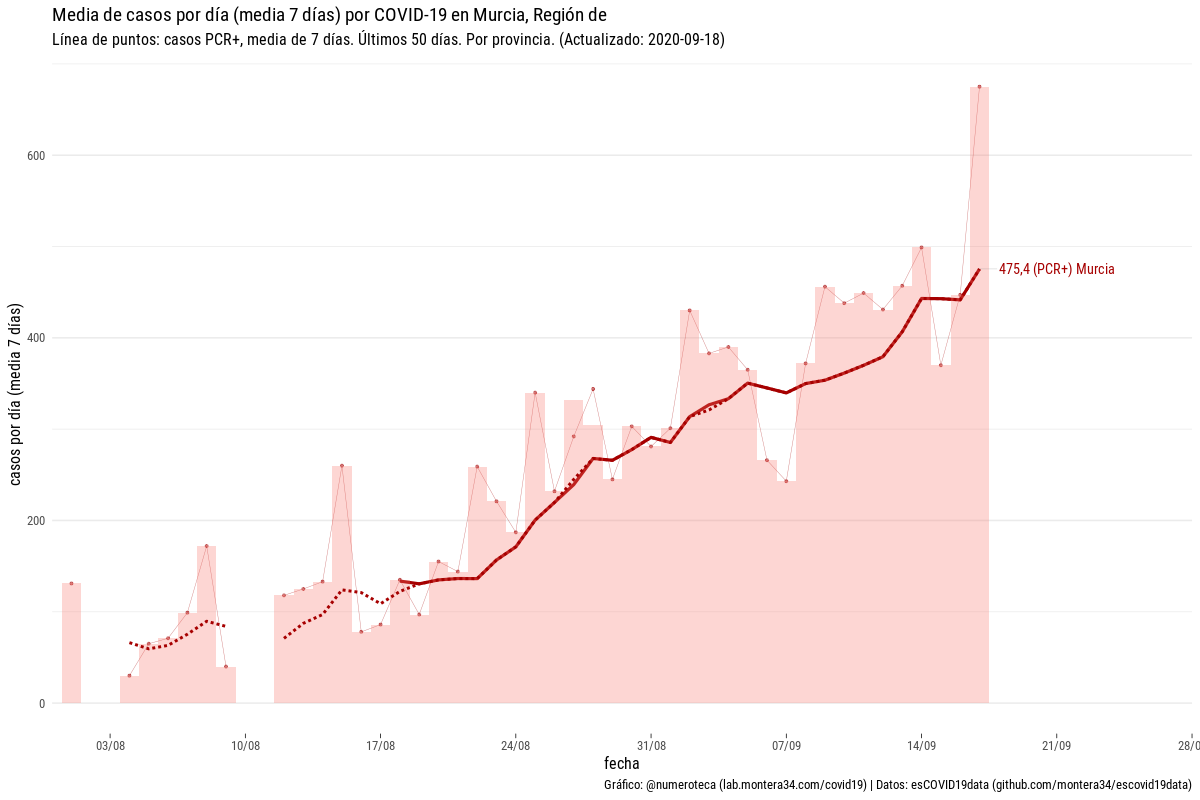 Media de casos por día (media 7 días) por COVID-19 en Murcia, Región de
Línea de puntos: casos PCR+, media de 7 días. Últimos 50 días. Por provincia. (Actualizado: 2020-09-18)
casos por día (media 7 días)
600
400
200
0
475,4 (PCR+) Murcia
03/08
10/08
17/08
24/08
31/08
07/09
14/09
21/09
28/0
fecha
Gráfico: @numeroteca (lab.montera34.com/covid19) | Datos: esCOVID19data (github.com/montera34/escovid19data)